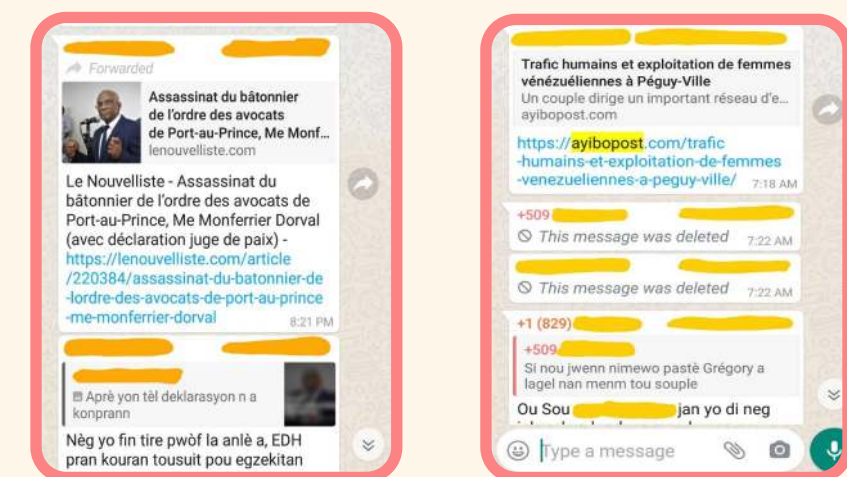 Forwarded
Assassinat du bâtonnier
de l'ordre des avocats
de Port-au-Prince, Me Monf...
lenouvelliste.com
Le Nouvelliste - Assassinat du
bâtonnier de l'ordre des avocats de
Port-au-Prince, Me Monferrier Dorval
(avec déclaration juge de paix) -
https://lenouvelliste.com/article
/220384/assassinat-du-batonnier-de
-lordre-des-avocats-de-port-au-prince
-me-monferrier-dorval
8:21 PM
Aprè yon tèl deklarasyon n a
konprann
Nèg yo fin tire pwòf la anlè a, EDH
pran kouran tousuit pou egzekitan
Trafic humains et exploitation de femmes
vénézuéliennes à Péguy-Ville
Un couple dirige un important réseau d'e...
ayibopost.com
https://ayibopost.com/trafic
-humains-et-exploitation-de-femmes
-venezueliennes-a-peguy-ville/ 7:18 AM
+509
This message was deleted 7:22 AM
This message was deleted 7:22 AM
+1 (829)
+509
Si nou jwenn nimewo pastè Grégory a
lagel nan menm tou souple
Ou Sou jan yo di neg
Type a message